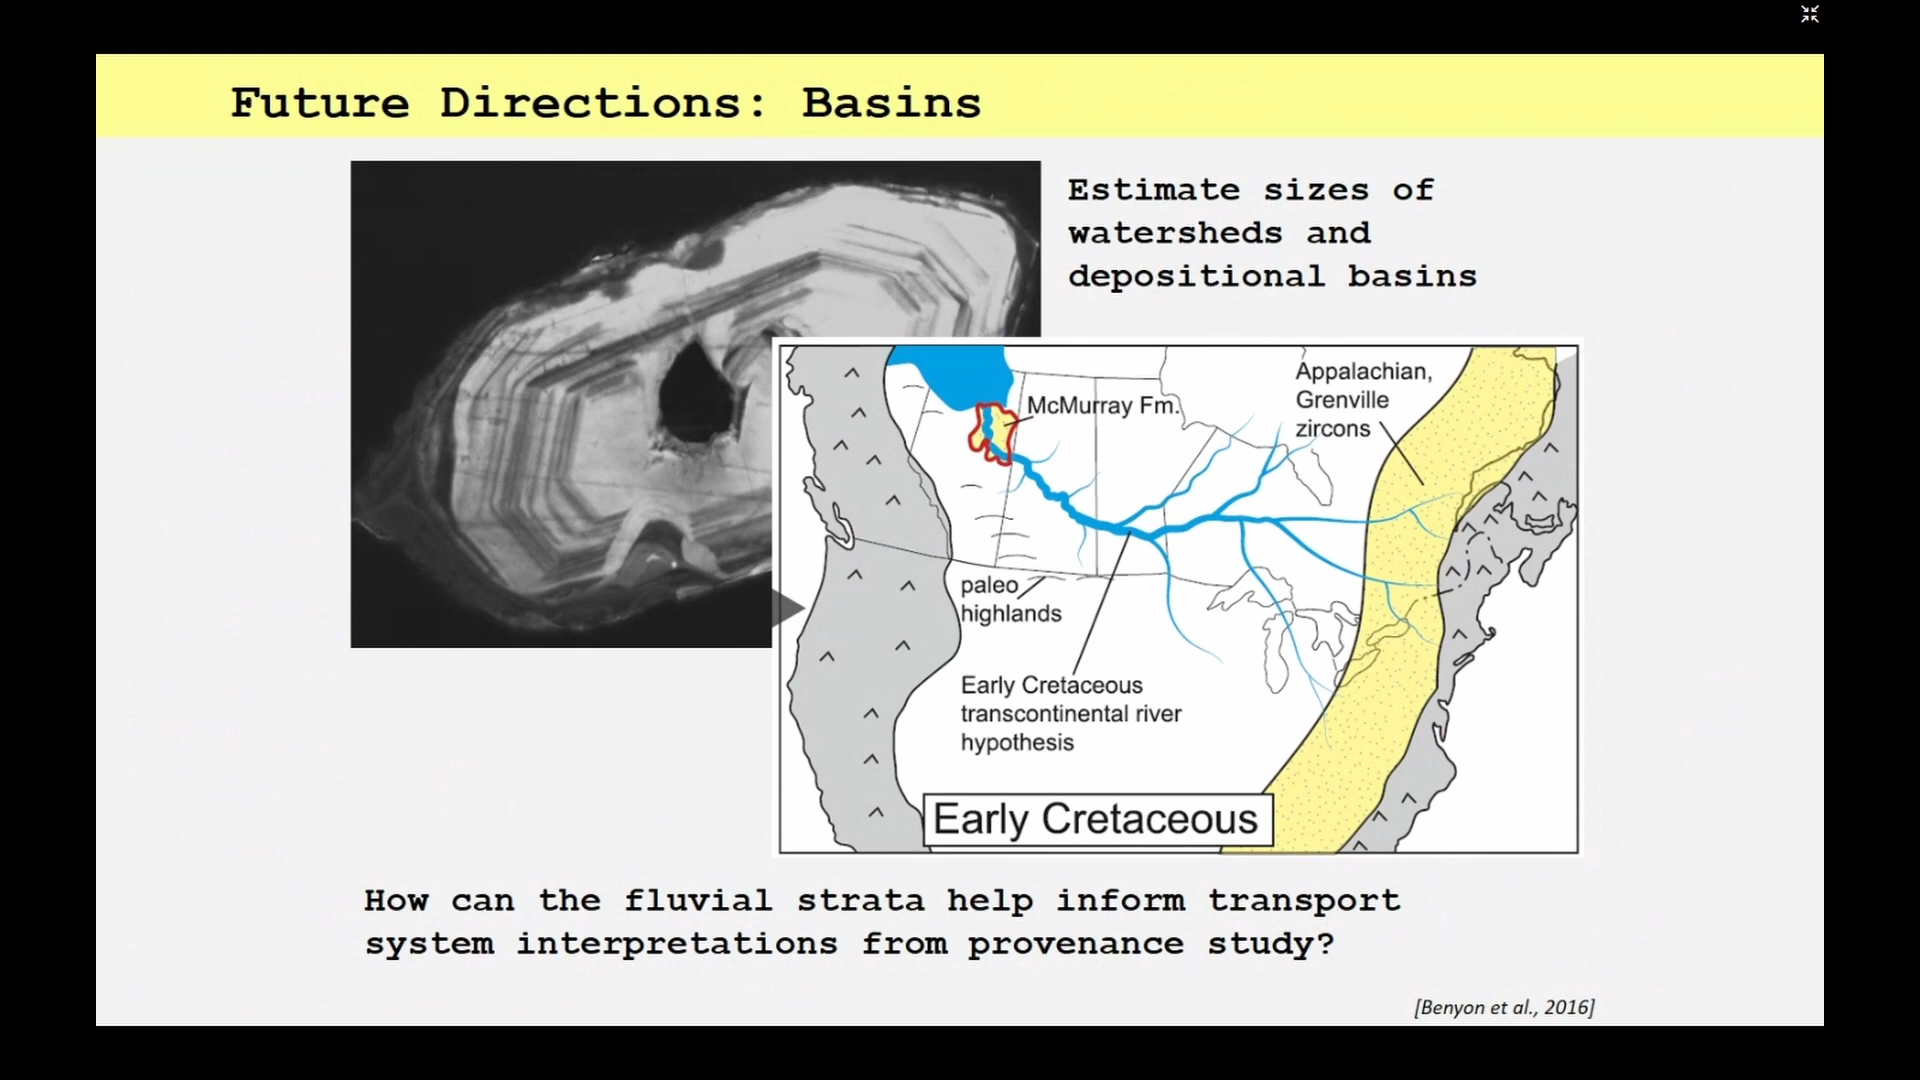 Future Directions: Basins
Estimate sizes of
watersheds and
depositional basins
McMurray Fm.
Appalachian,
Grenville
zircons
paleo
highlands
Early Cretaceous
transcontinental river
hypothesis
Early Cretaceous
How can the fluvial strata help inform transport
system interpretations from provenance study?
[Benyon et al., 2016]